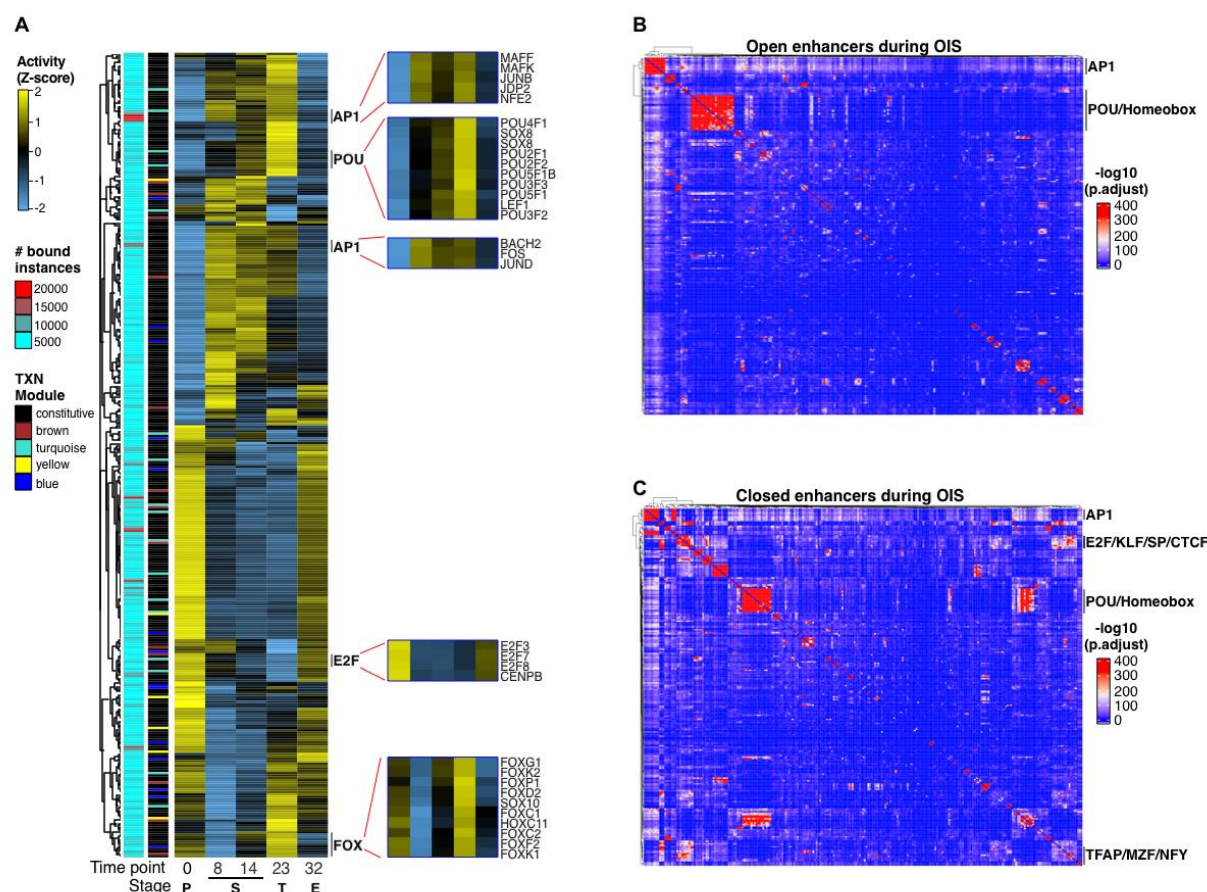 A
Activity
(Z-score)
2
1
0
-1
-2
# bound
instances
20000
15000
10000
5000
TXN
Module
constitutive
brown
turquoise
yellow
blue
AP1
POU
AP1
E2F
FOX
MAFF
MAFK
JUNB
JDP2
NFE2
POU4F1
SOX8
SOX8
POU2F1
POU2F2
POU5F1B
POU3F3
POU5F1
LEF1
POU3F2
BACH2
FOS
JUND
E2F3
E2F7
E2F8
CENPB
FOXG1
FOXK2
FOXP1
FOXD2
SOX10
FOXC1
HOXC11
FOXC2
FOXF2
FOXK1
Time point 0 8 14 23 32
Stage P S T E
B
Open enhancers during OIS
AP1
POU/Homeobox
-log10
(p.adjust)
400
300
200
100
0
C
Closed enhancers during OIS
AP1
E2F/KLF/SP/CTCF
POU/Homeobox
-log10
(p.adjust)
400
300
200
100
0
TFAP/MZF/NFY